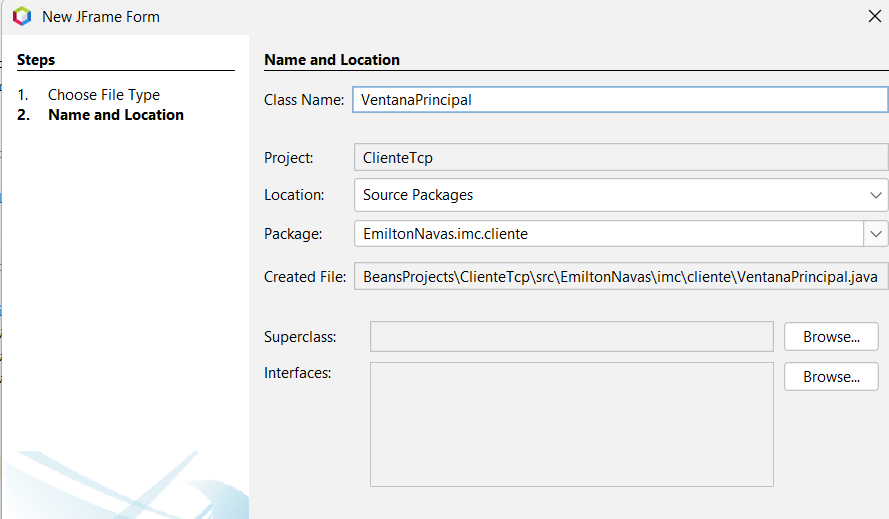 New JFrame Form
Steps
1. Choose File Type
2. Name and Location
Name and Location
Class Name: VentanaPrincipal
Project: ClienteTcp
Location: Source Packages
Package: EmiltonNavas.imc.cliente
Created File: BeansProjects\ClienteTcp\src\EmiltonNavas\imc\cliente\VentanaPrincipal.java
Superclass: Browse...
Interfaces: Browse...